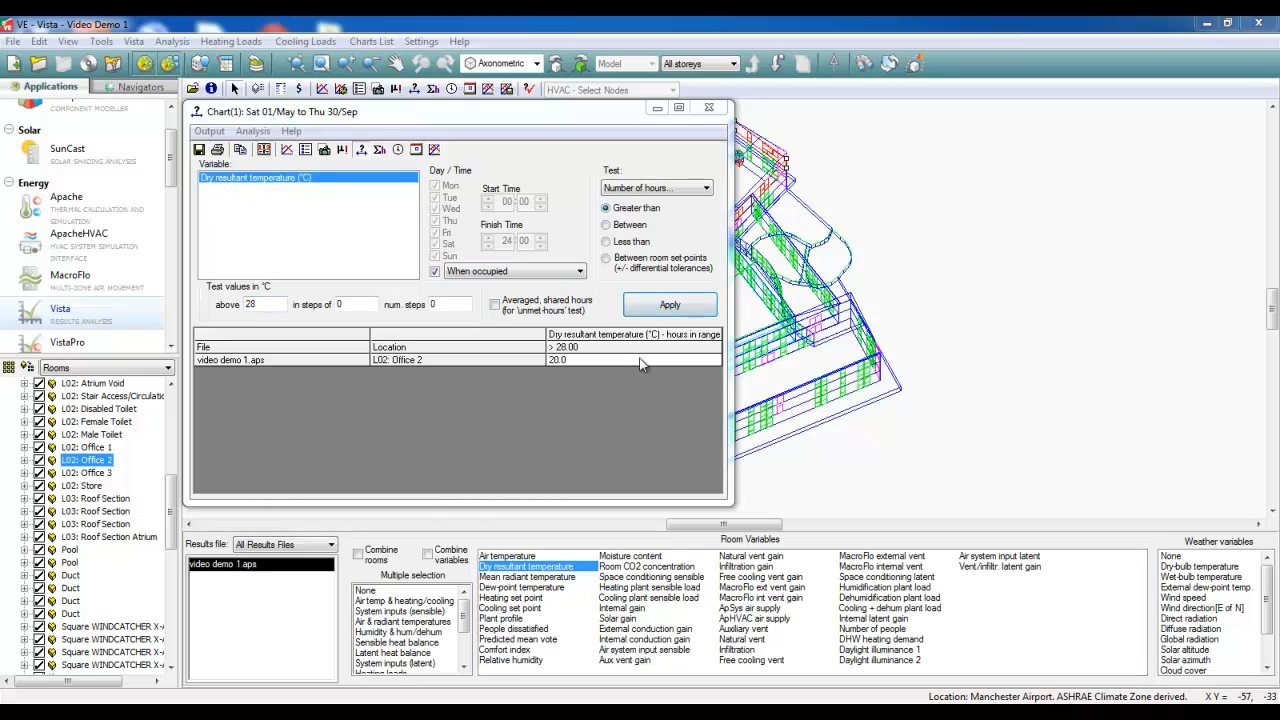 VE - Vista - Video Demo 1
File Edit View Tools Vista Analysis Heating Loads Cooling Loads Charts List Settings Help
Axonometric Model All storeys
Applications Navigators HVAC - Select Nodes
COMPONENT MODELLER
Solar
SunCast
SOLAR SHADING ANALYSIS
Energy
Apache
THERMAL CALCULATION AND
SIMULATION
ApacheHVAC
HVAC SYSTEM SIMULATION
INTERFACE
MacroFlo
MULTI-ZONE AIR MOVEMENT
Vista
RESULTS ANALYSIS
VistaPro
Rooms
L02: Atrium Void
L02: Stair Access/Circulati
L02: Disabled Toilet
L02: Female Toilet
L02: Male Toilet
L02: Office 1
L02: Office 2
L02: Office 3
L02: Store
L03: Roof Section
L03: Roof Section
L03: Roof Section
L03: Roof Section Atrium
Pool
Pool
Duct
Duct
Duct
Square WINDCATCHER X-A
Square WINDCATCHER X-A
Square WINDCATCHER X-A
Square WINDCATCHER X-A
Chart(1): Sat 01/May to Thu 30/Sep
Output Analysis Help
Variable:
Dry resultant temperature (°C)
Day / Time
Mon
Tue
Wed
Thu
Fri
Sat
Sun
Start Time
00:00
Finish Time
24:00
When occupied
Test:
Number of hours...
Greater than
Between
Less than
Between room set-points
(+/- differential tolerances)
Test values in °C
above 28 in steps of 0 num. steps 0
Averaged, shared hours
(for 'unmet-hours' test)
Apply
Dry resultant temperature (°C) - hours in range
File Location > 28.00
video demo 1.aps L02: Office 2 20.0
Results file: All Results Files
video demo 1.aps
Combine
rooms
Combine
variables
Multiple selection
None
Air temp & heating/cooling
System inputs (sensible)
Air & radiant temperatures
Humidity & hum/dehum
Sensible heat balance
Latent heat balance
System inputs (latent)
Heating loads
Room Variables
Air temperature
Dry resultant temperature
Mean radiant temperature
Dew-point temperature
Heating set point
Cooling set point
Plant profile
People dissatisfied
Predicted mean vote
Comfort index
Relative humidity
Moisture content
Room CO2 concentration
Space conditioning sensible
Heating plant sensible load
Cooling plant sensible load
Internal gain
Solar gain
External conduction gain
Internal conduction gain
Air system input sensible
Aux vent gain
Natural vent gain
Infiltration gain
Free cooling vent gain
MacroFlo ext vent gain
MacroFlo int vent gain
ApSys air supply
ApHVAC air supply
Auxiliary vent
Natural vent
Infiltration
Free cooling vent
MacroFlo external vent
MacroFlo internal vent
Space conditioning latent
Humidification plant load
Dehumidification plant load
Cooling + dehum plant load
Internal latent gain
Number of people
DHW heating demand
Daylight illuminance 1
Daylight illuminance 2
Air system input latent
Vent/infiltr. latent gain
Weather variables
None
Dry-bulb temperature
Wet-bulb temperature
External dew-point temp.
Wind speed
Wind direction[E of N]
Direct radiation
Diffuse radiation
Global radiation
Solar altitude
Solar azimuth
Cloud cover
Location: Manchester Airport. ASHRAE Climate Zone derived. X Y = -57, -33